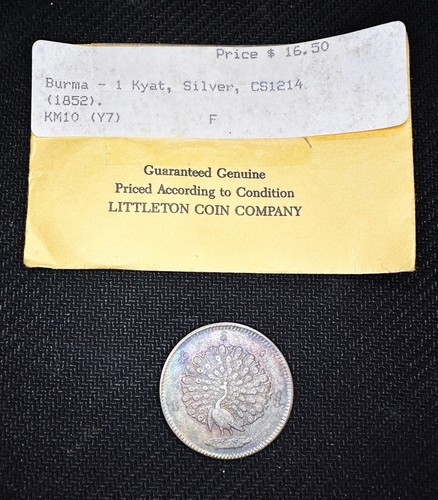 Price $ 16.50
Burma - 1 Kyat, Silver, CS1214
(1852).
KM10 (Y7) F
Guaranteed Genuine
Priced According to Condition
LITTLETON COIN COMPANY